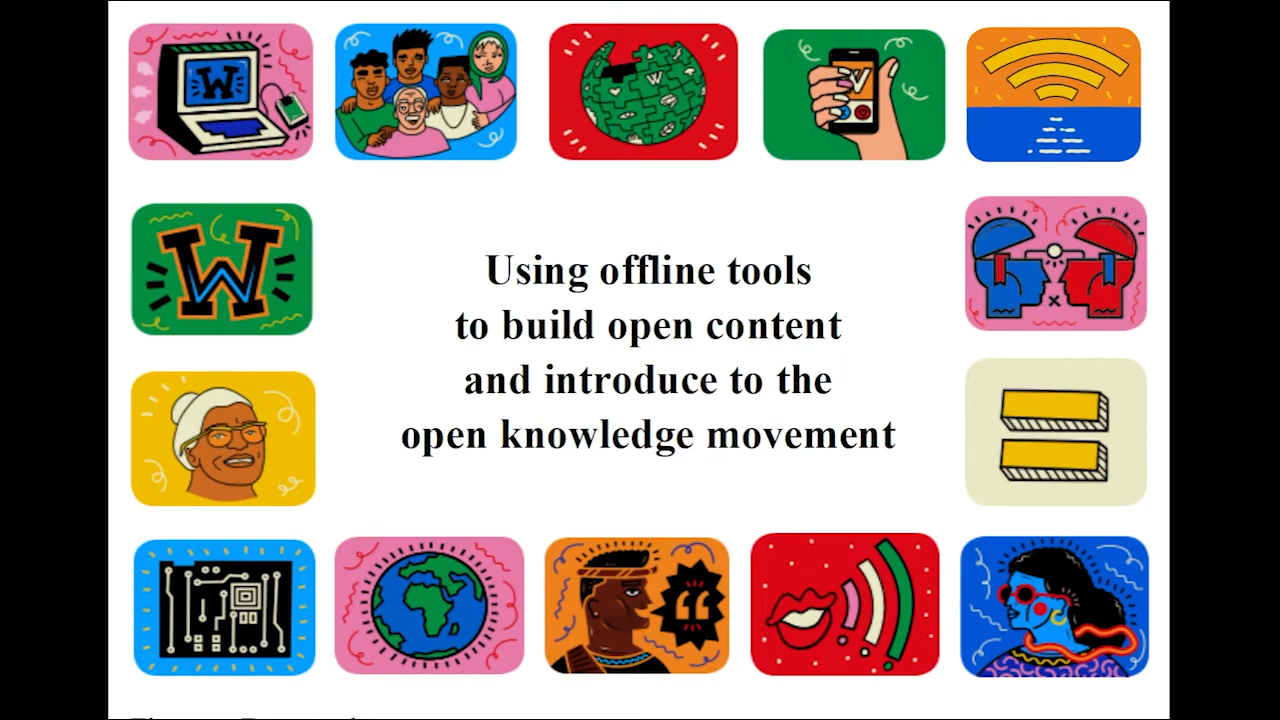 W
W
W
Using offline tools
to build open content
and introduce to the
open knowledge movement